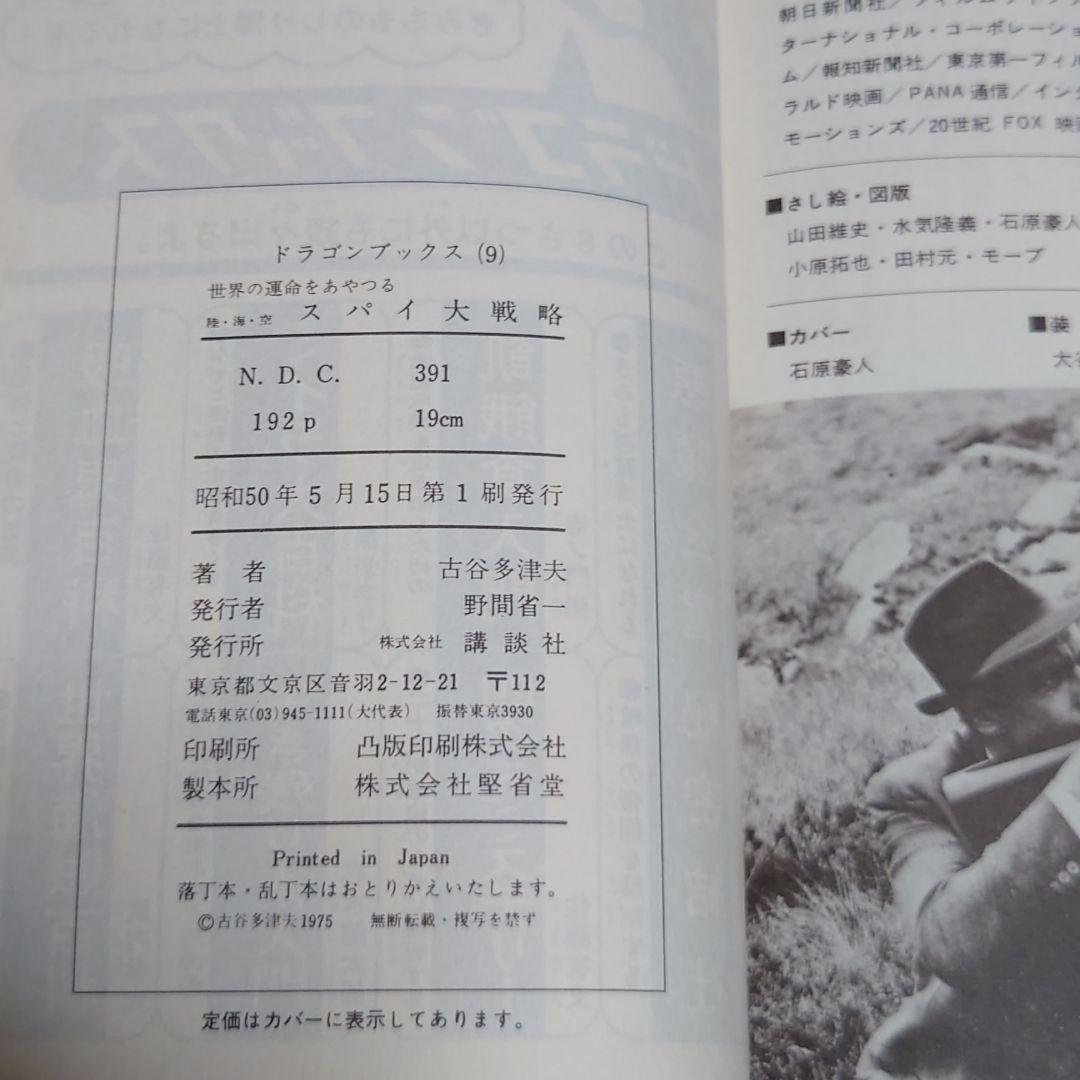 ドラゴンブックス (9)
世界の運命をあやつる
陸・海・空 スパイ大戦略
N. D. C. 391
192 p 19cm
昭和50年5月15日第1刷発行
著者 古谷多津夫
発行者 野間省一
発行所 株式会社 講談社
東京都文京区音羽2-12-21 〒112
電話東京(03)945-1111(大代表) 振替東京3930
印刷所 凸版印刷株式会社
製本所 株式会社堅省堂
Printed in Japan
落丁本・乱丁本はおとりかえいたします。
©古谷多津夫1975 無断転載・複写を禁ず
定価はカバーに表示してあります。
朝日新聞社/フィルム
ターナショナル・コーポレーショ
ム/報知新聞社/東京第一フィル
ラルド映画/PANA通信/イン
モーションズ/20世紀 FOX 映
■さし絵・図版
山田維史・水気隆義・石原豪人
小原拓也・田村元・モーブ
■カバー
石原豪人
■装
大